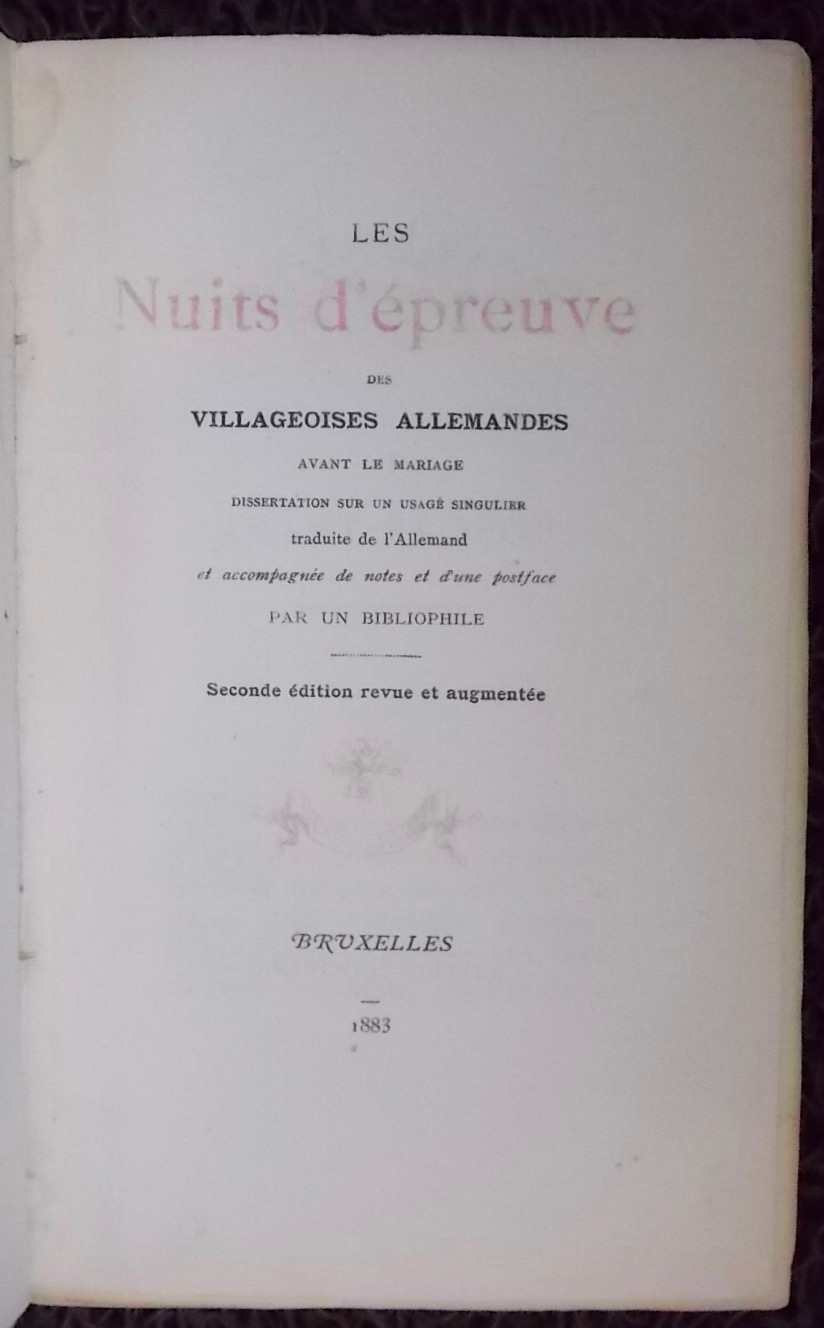 LES
Nuits d'épreuve
DES
VILLAGEOISES ALLEMANDES
AVANT LE MARIAGE
DISSERTATION SUR UN USAGE SINGULIER
traduite de l'Allemand
et accompagnée de notes et d'une postface
PAR UN BIBLIOPHILE
Seconde édition revue et augmentée
BRUXELLES
1883